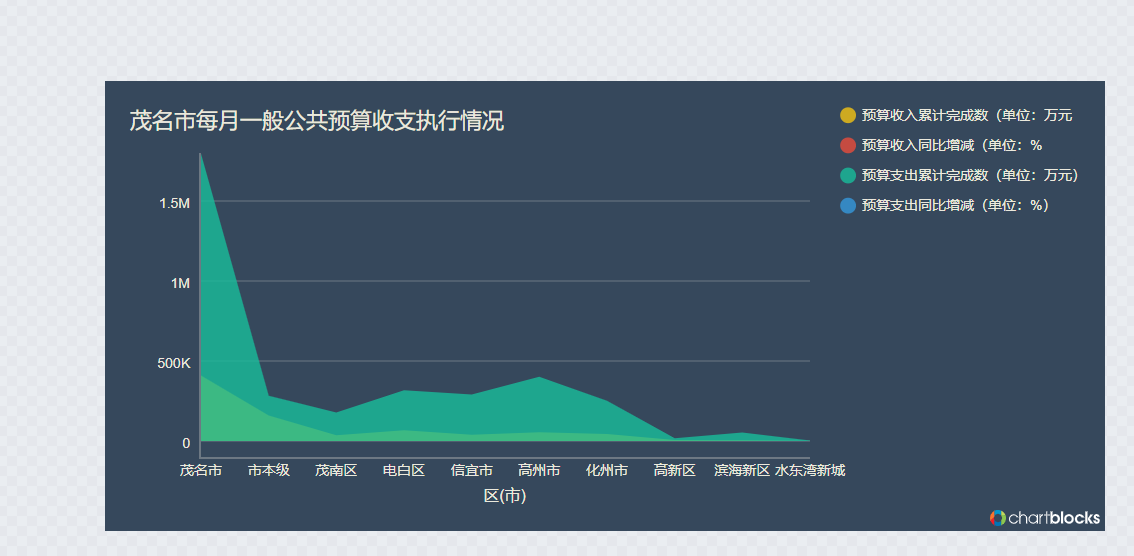 茂名市每月一般公共预算收支执行情况
预算收入累计完成数（单位：万元
预算收入同比增减（单位：%
预算支出累计完成数（单位：万元）
预算支出同比增减（单位：%）
1.5M
1M
500K
0
茂名市 市本级 茂南区 电白区 信宜市 高州市 化州市 高新区 滨海新区 水东湾新城
区(市)
chartblocks